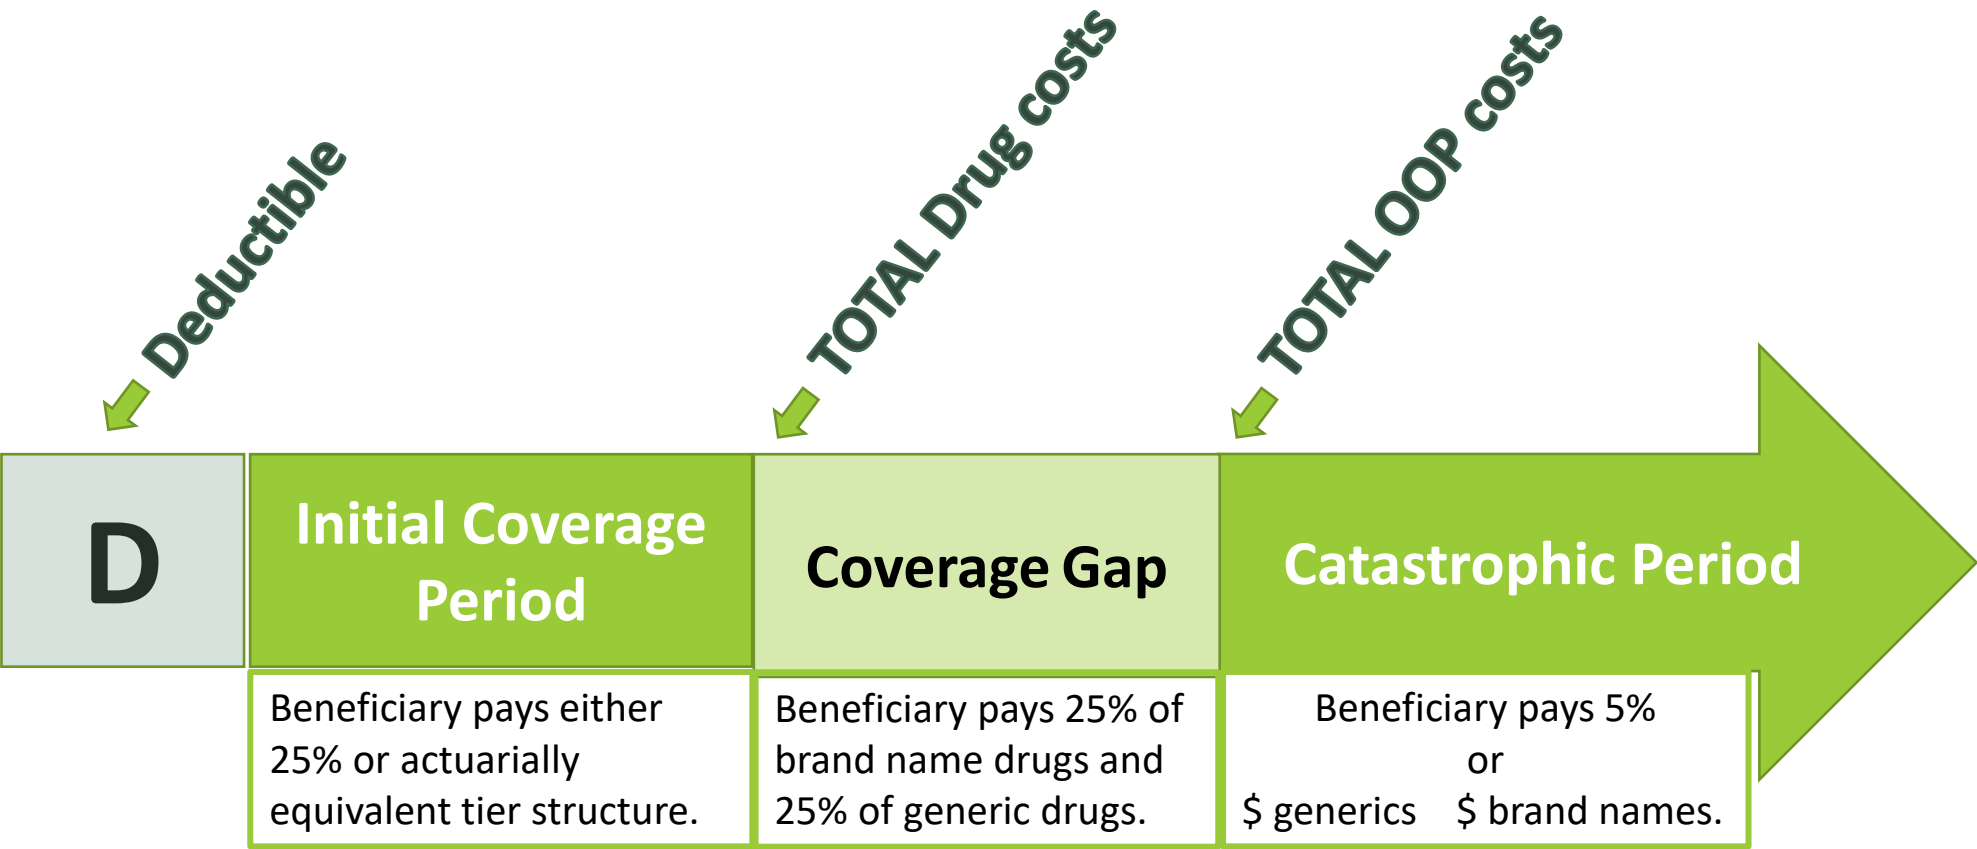 Deductible
TOTAL Drug costs
TOTAL OOP costs
D
Initial Coverage
Period
Coverage Gap
Catastrophic Period
Beneficiary pays either
25% or actuarially
equivalent tier structure.
Beneficiary pays 25% of
brand name drugs and
25% of generic drugs.
Beneficiary pays 5%
or
$ generics $ brand names.